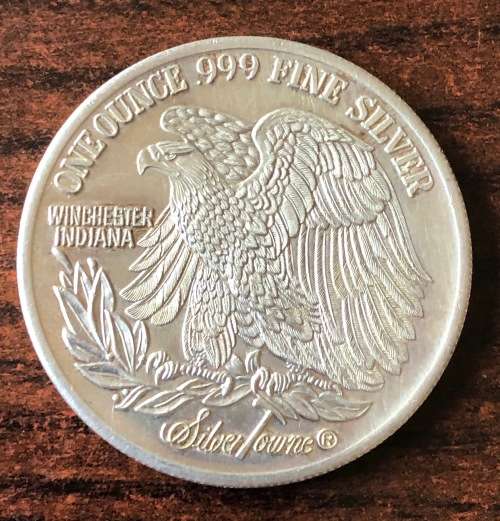 ONE OUNCE .999 FINE SILVER
WINCHESTER
INDIANA
SilverTowne ®